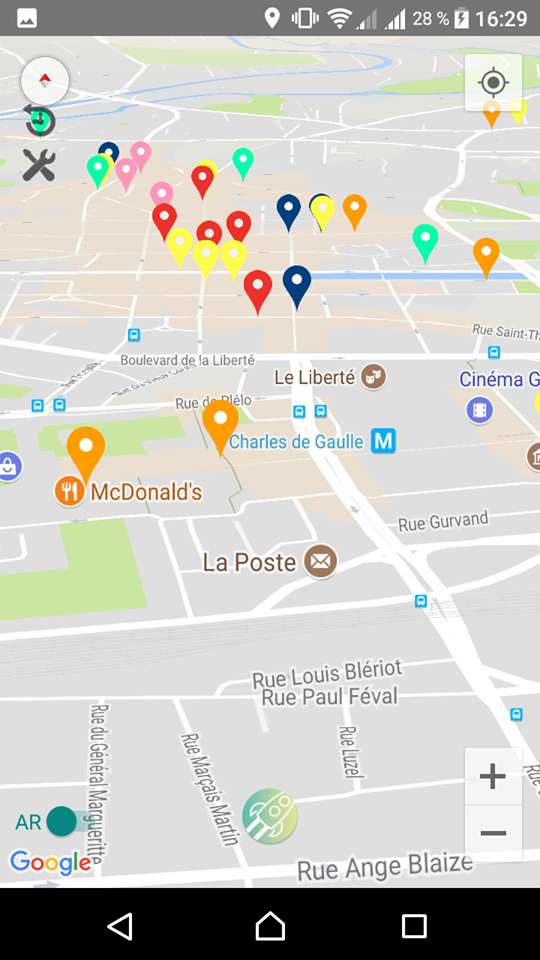 28 % 16:29
Rue Saint-Th
Boulevard de la Liberté
Le Liberté
Cinéma G
Rue de Plélo
Charles de Gaulle M
McDonald's
Rue Gurvand
La Poste
Rue Louis Blériot
Rue Paul Féval
Rue du Général Margueritte
Rue Marçais Martin
Rue Luzel
AR
Google
Rue Ange Blaize